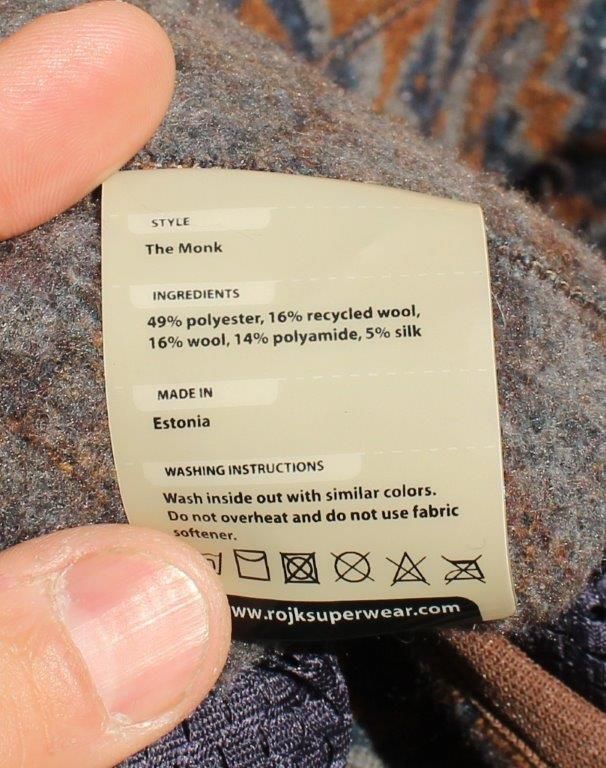 STYLE
The Monk
INGREDIENTS
49% polyester, 16% recycled wool,
16% wool, 14% polyamide, 5% silk
MADE IN
Estonia
WASHING INSTRUCTIONS
Wash inside out with similar colors.
Do not overheat and do not use fabric
softener.
www.rojksuperwear.com